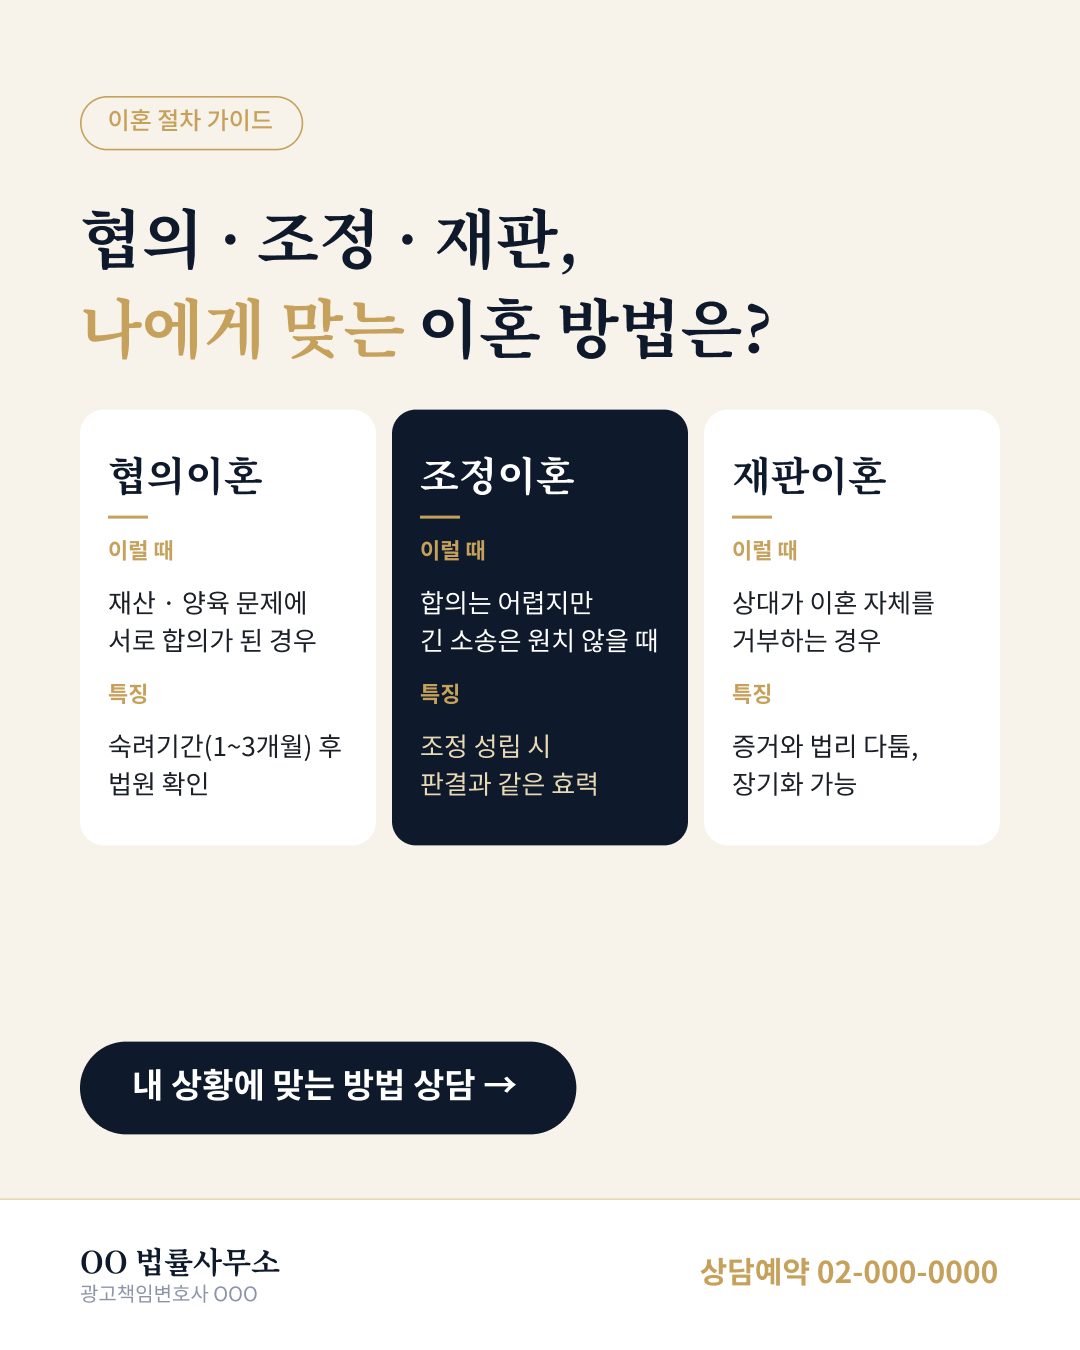 이혼 절차 가이드
협의 · 조정 · 재판,
나에게 맞는 이혼 방법은?
협의이혼
이럴 때
재산 · 양육 문제에
서로 합의가 된 경우
특징
숙려기간(1~3개월) 후
법원 확인
조정이혼
이럴 때
합의는 어렵지만
긴 소송은 원치 않을 때
특징
조정 성립 시
판결과 같은 효력
재판이혼
이럴 때
상대가 이혼 자체를
거부하는 경우
특징
증거와 법리 다툼,
장기화 가능
내 상황에 맞는 방법 상담 →
OO 법률사무소
광고책임변호사 OOO
상담예약 02-000-0000